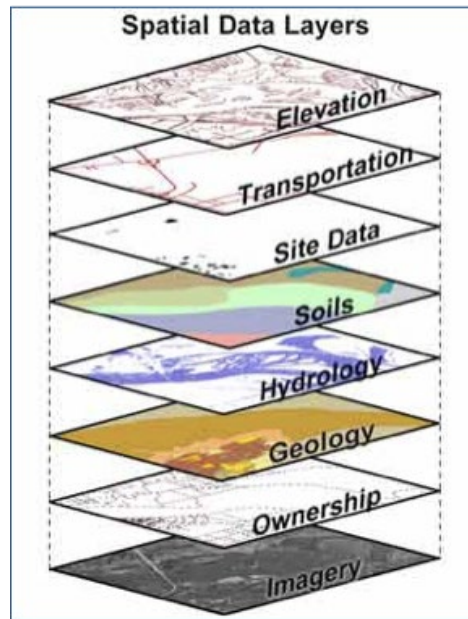 Spatial Data Layers
Elevation
Transportation
Site Data
Soils
Hydrology
Geology
Ownership
Imagery